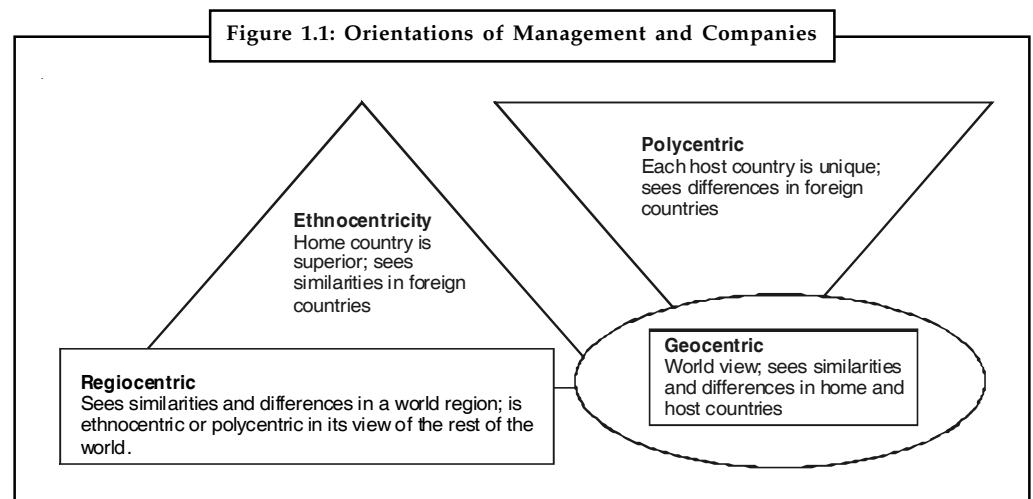 Figure 1.1: Orientations of Management and Companies
Ethnocentricity
Home country is
superior; sees
similarities in foreign
countries
Polycentric
Each host country is unique;
sees differences in foreign
countries
Regiocentric
Sees similarities and differences in a world region; is
ethnocentric or polycentric in its view of the rest of the
world.
Geocentric
World view; sees similarities
and differences in home and
host countries